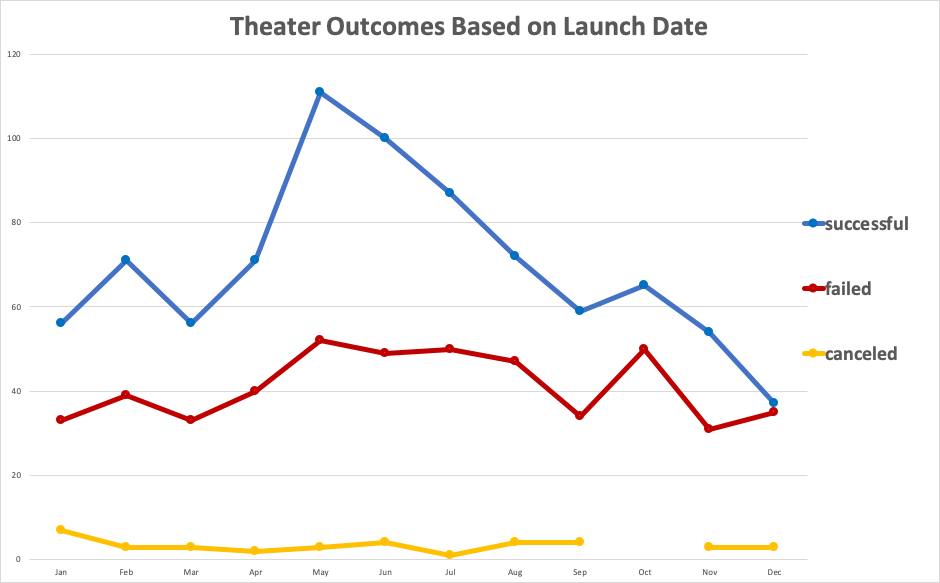 Theater Outcomes Based on Launch Date
120
100
80
60
40
20
0
Jan Feb Mar Apr May Jun Jul Aug Sep Oct Nov Dec
successful
failed
canceled